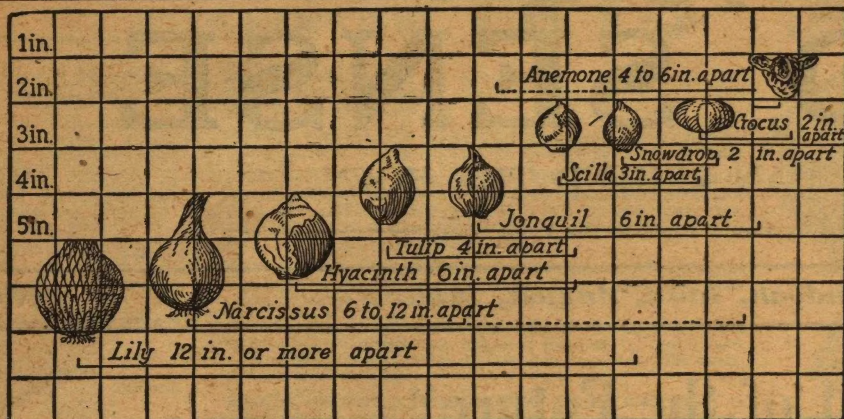 1in.
2in.
Anemone 4 to 6in. apart
3in.
Crocus 2in. apart
Snowdrop 2 in. apart
4in.
Scilla 3in. apart
5in.
Jonquil 6in apart
Tulip 4 in. apart
Hyacinth 6in. apart
Narcissus 6 to 12 in. apart
Lily 12 in. or more apart